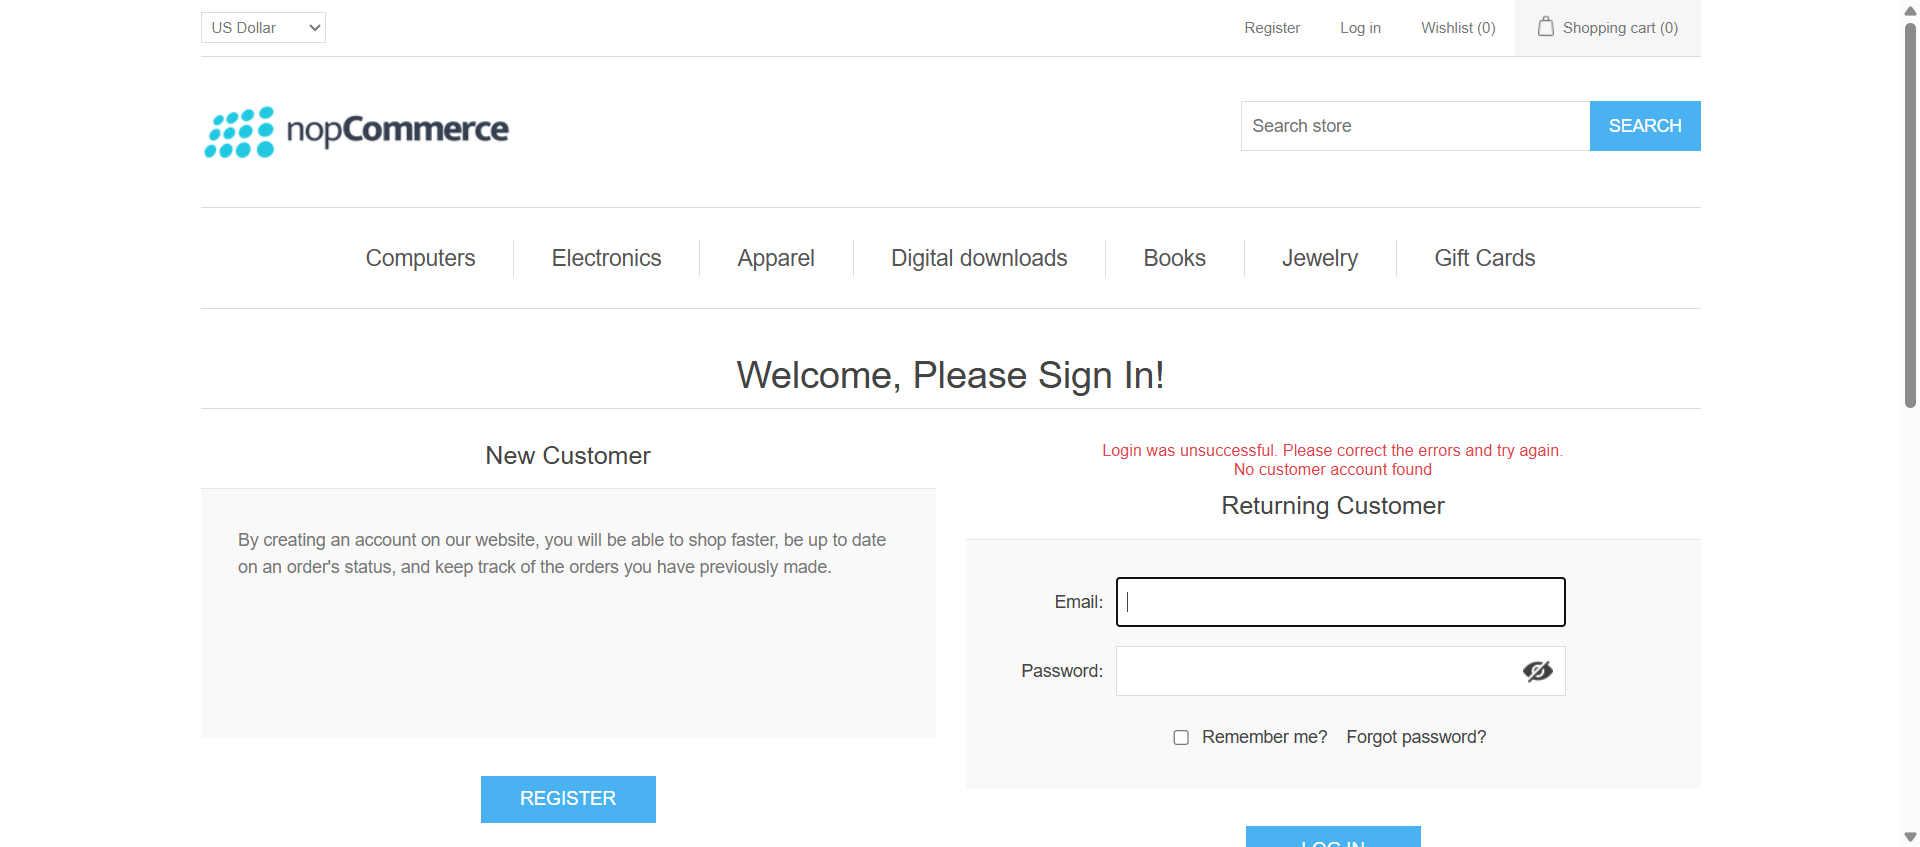 US Dollar
Register
Log in
Wishlist (0)
Shopping cart (0)
nopCommerce
Search store
SEARCH
Computers
Electronics
Apparel
Digital downloads
Books
Jewelry
Gift Cards
Welcome, Please Sign In!
New Customer
By creating an account on our website, you will be able to shop faster, be up to date
on an order's status, and keep track of the orders you have previously made.
REGISTER
Login was unsuccessful. Please correct the errors and try again.
No customer account found
Returning Customer
Email:
Password:
Remember me?
Forgot password?
LOG IN